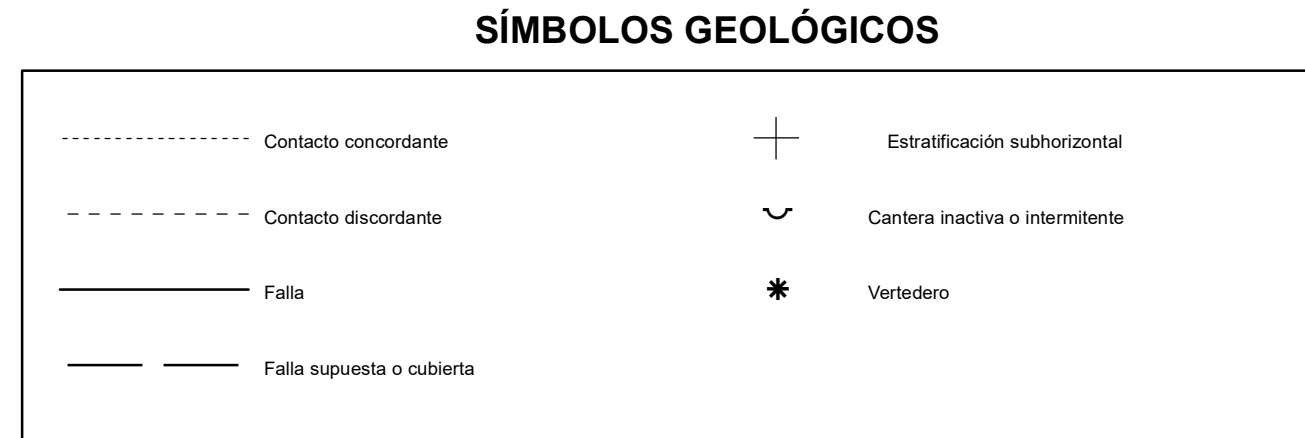 SÍMBOLOS GEOLÓGICOS
Contacto concordante
Contacto discordante
Falla
Falla supuesta o cubierta
Estratificación subhorizontal
Cantera inactiva o intermitente
Vertedero